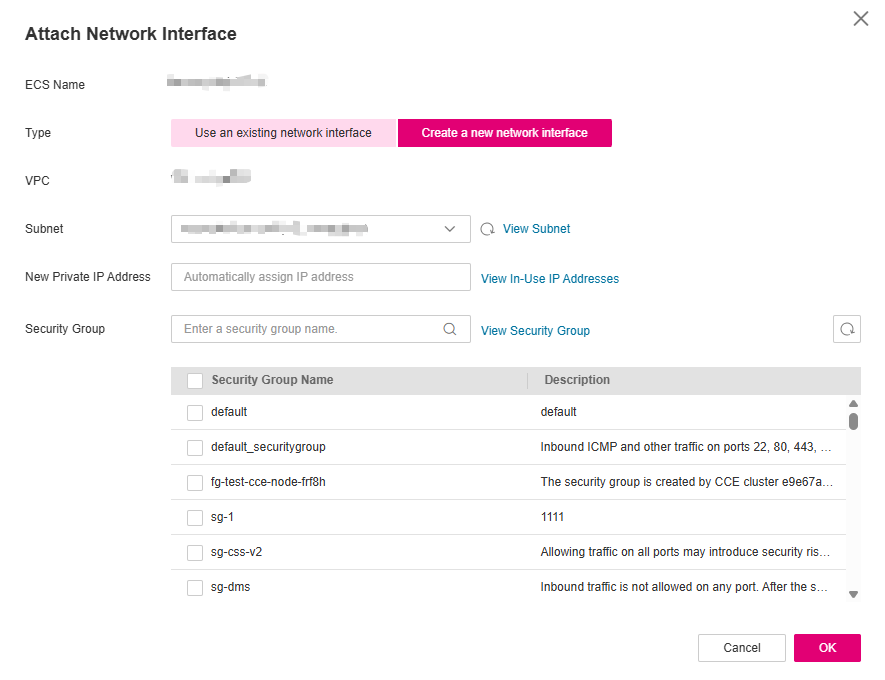 Attach Network Interface
ECS Name
Type Use an existing network interface Create a new network interface
VPC
Subnet View Subnet
New Private IP Address Automatically assign IP address View In-Use IP Addresses
Security Group Enter a security group name. View Security Group
Security Group Name Description
default default
default_securitygroup Inbound ICMP and other traffic on ports 22, 80, 443, ...
fg-test-cce-node-frf8h The security group is created by CCE cluster e9e67a...
sg-1 1111
sg-css-v2 Allowing traffic on all ports may introduce security ris...
sg-dms Inbound traffic is not allowed on any port. After the s...
Cancel OK